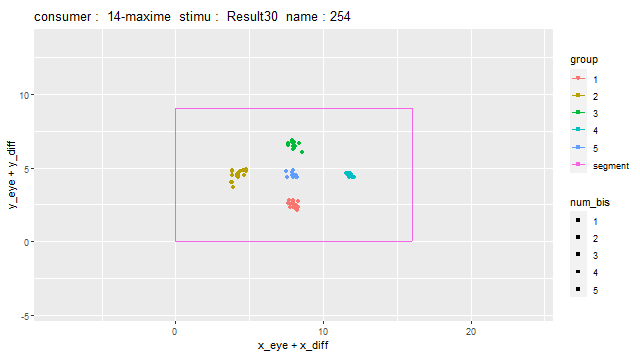 consumer : 14-maxime stimu : Result30 name : 254
y_eye + y_diff
10
5
0
-5
0
10
20
x_eye + x_diff
group
1
2
3
4
5
segment
num_bis
1
2
3
4
5